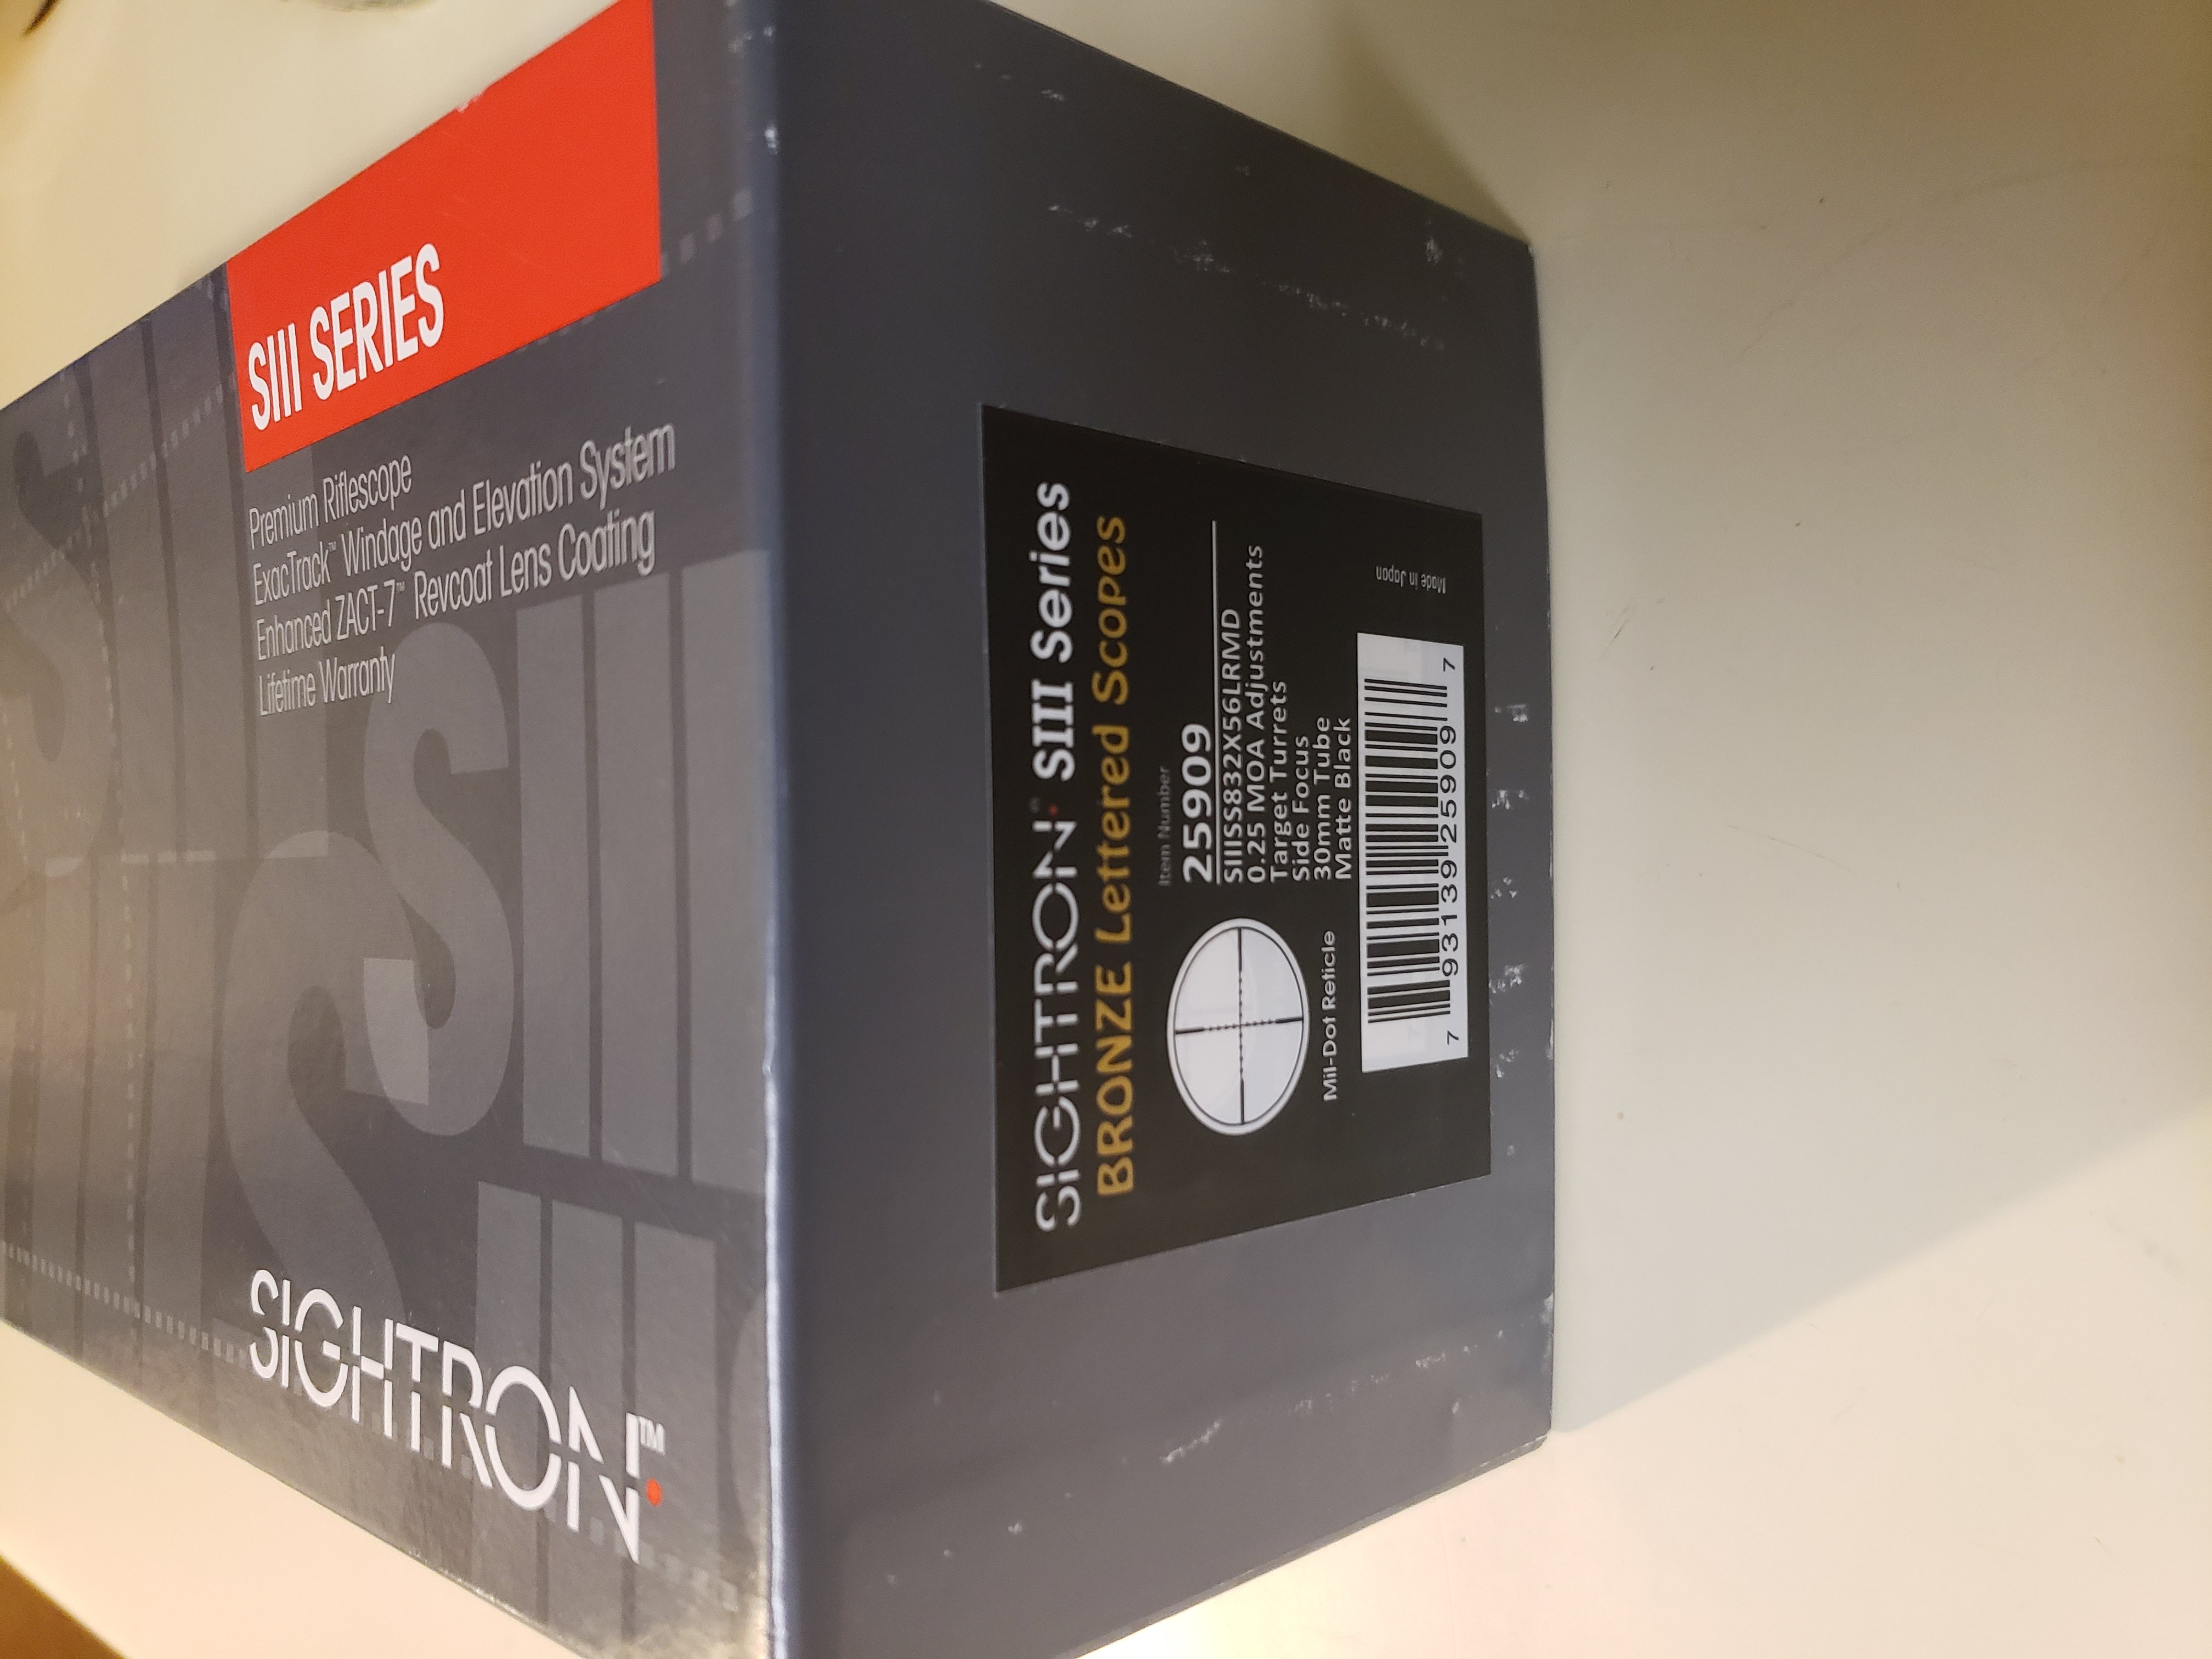 SIII SERIES
Premium Riflescope
ExacTrack™ Windage and Elevation System
Enhanced ZACT-7™ Revcoat Lens Coating
Lifetime Warranty
SIGHTRON™
SIII
SIII
SIGHTRON® SIII Series
BRONZE Lettered Scopes
Item Number
25909
SIIISS832X56LRMD
0.25 MOA Adjustments
Target Turrets
Side Focus
30mm Tube
Matte Black
Mil-Dot Reticle
7 93139 25909 7
Made in Japan